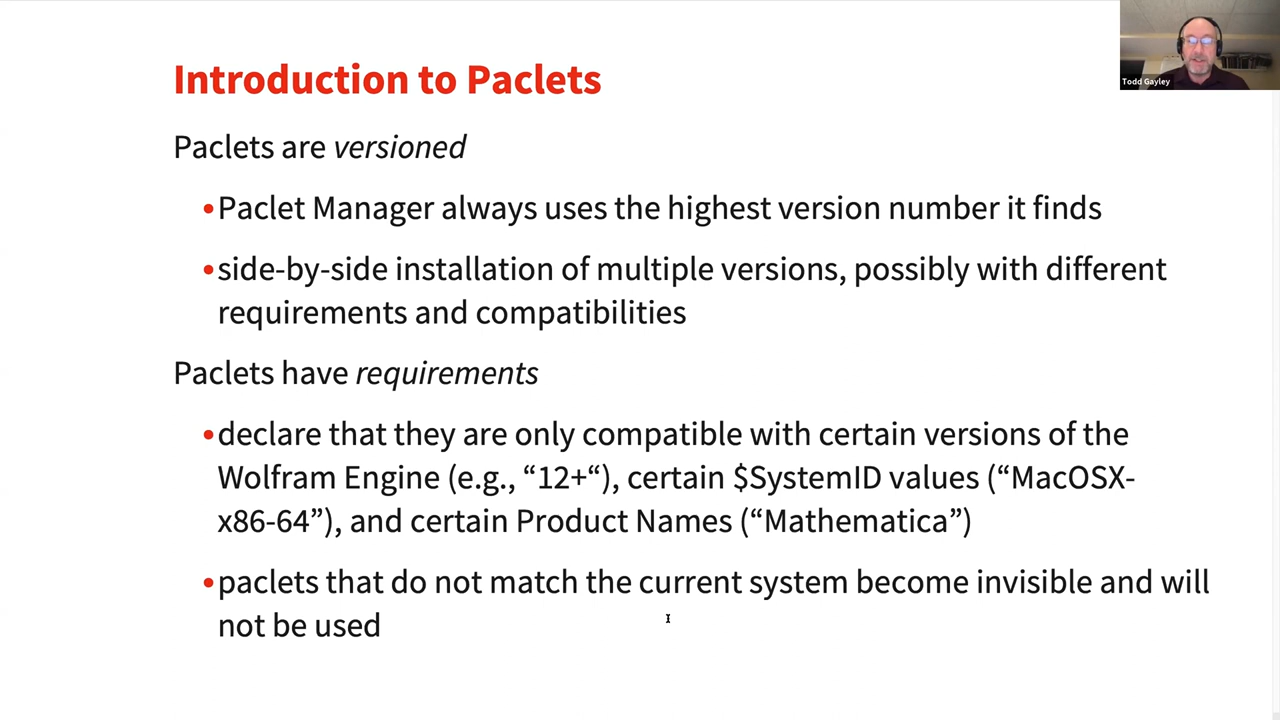 Introduction to Paclets
Todd Gayley
Paclets are versioned
•Paclet Manager always uses the highest version number it finds
•side-by-side installation of multiple versions, possibly with different
requirements and compatibilities
Paclets have requirements
•declare that they are only compatible with certain versions of the
Wolfram Engine (e.g., “12+“), certain $SystemID values (“MacOSX-
x86-64”), and certain Product Names (“Mathematica”)
•paclets that do not match the current system become invisible and will
not be used